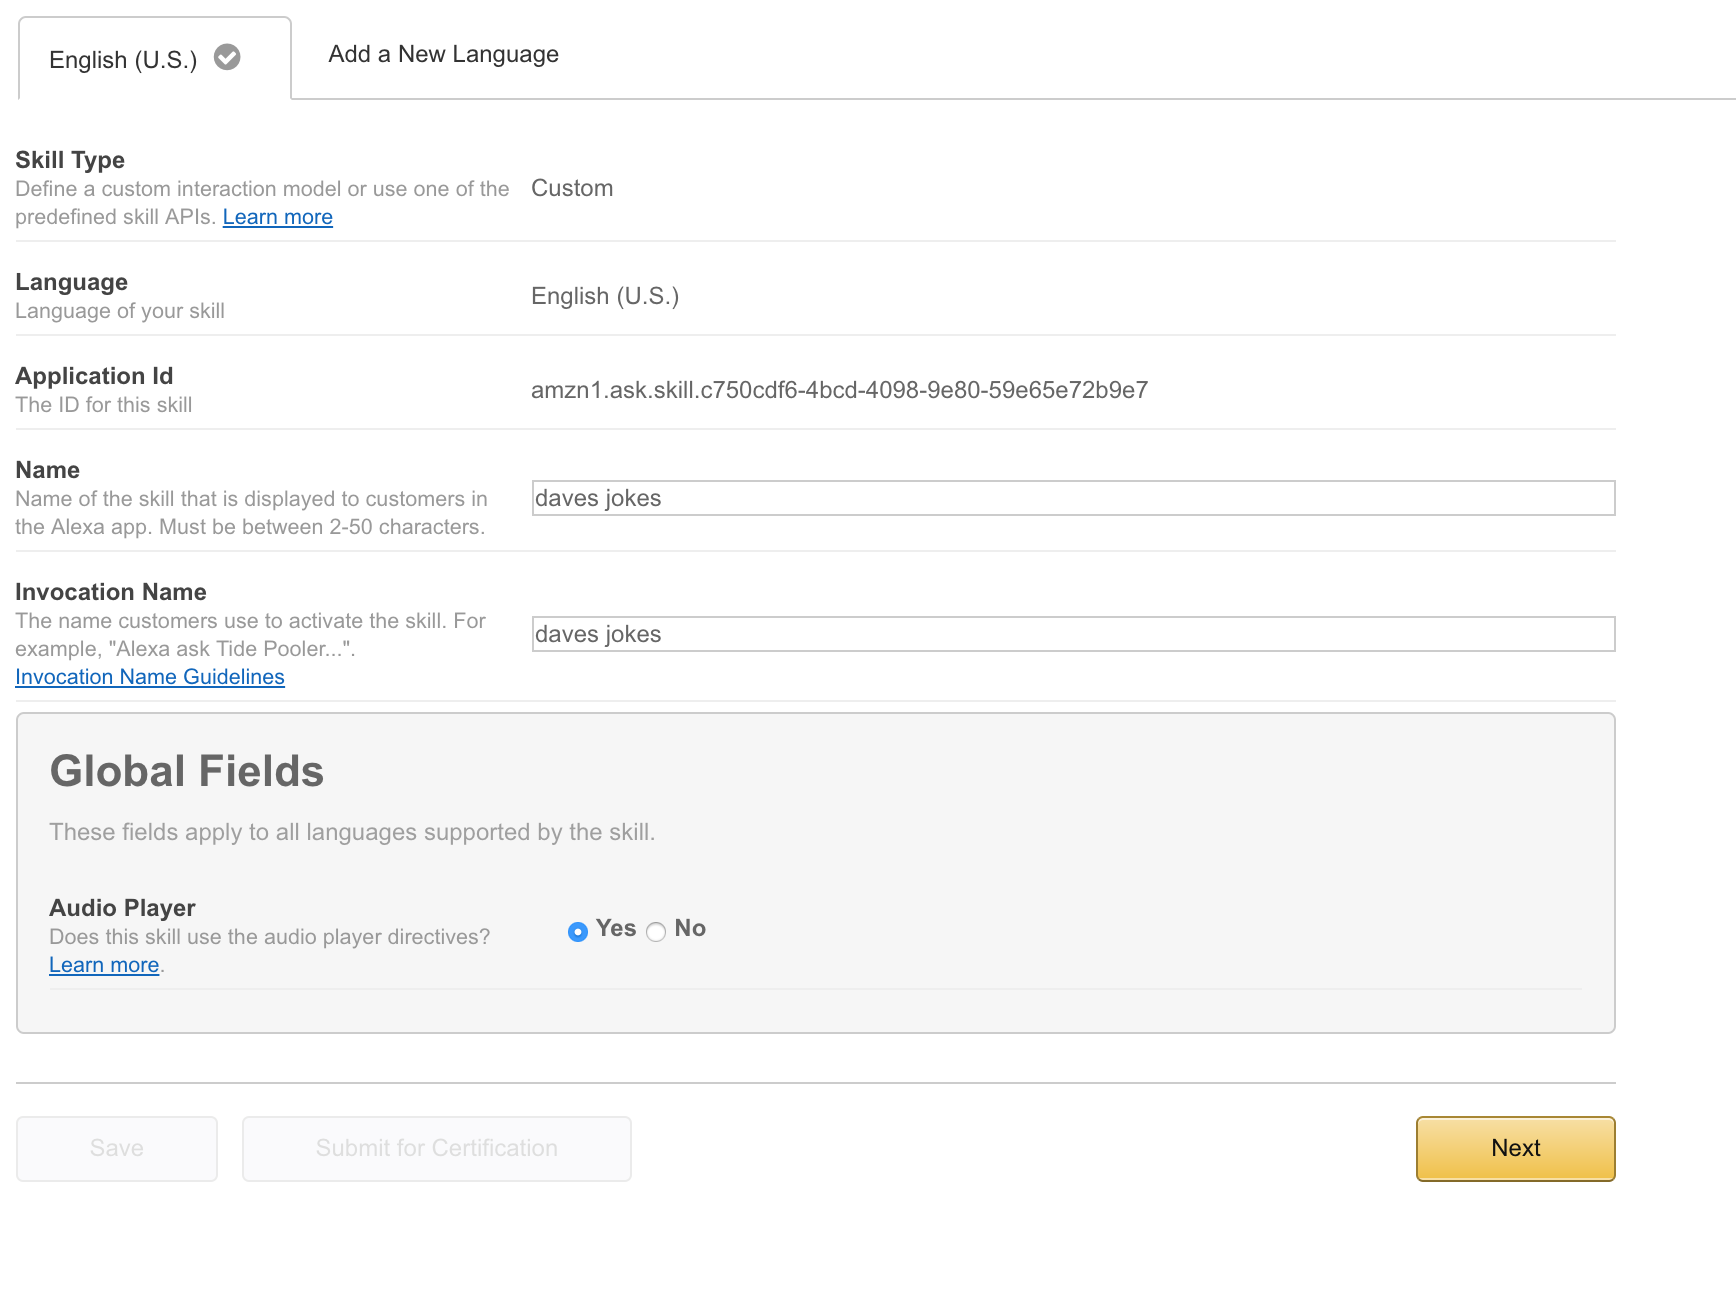 English (U.S.)
Add a New Language
Skill Type
Define a custom interaction model or use one of the
predefined skill APIs. Learn more
Custom
Language
Language of your skill
English (U.S.)
Application Id
The ID for this skill
amzn1.ask.skill.c750cdf6-4bcd-4098-9e80-59e65e72b9e7
Name
Name of the skill that is displayed to customers in
the Alexa app. Must be between 2-50 characters.
daves jokes
Invocation Name
The name customers use to activate the skill. For
example, "Alexa ask Tide Pooler...".
Invocation Name Guidelines
daves jokes
Global Fields
These fields apply to all languages supported by the skill.
Audio Player
Does this skill use the audio player directives?
Learn more.
Yes No
Save
Submit for Certification
Next